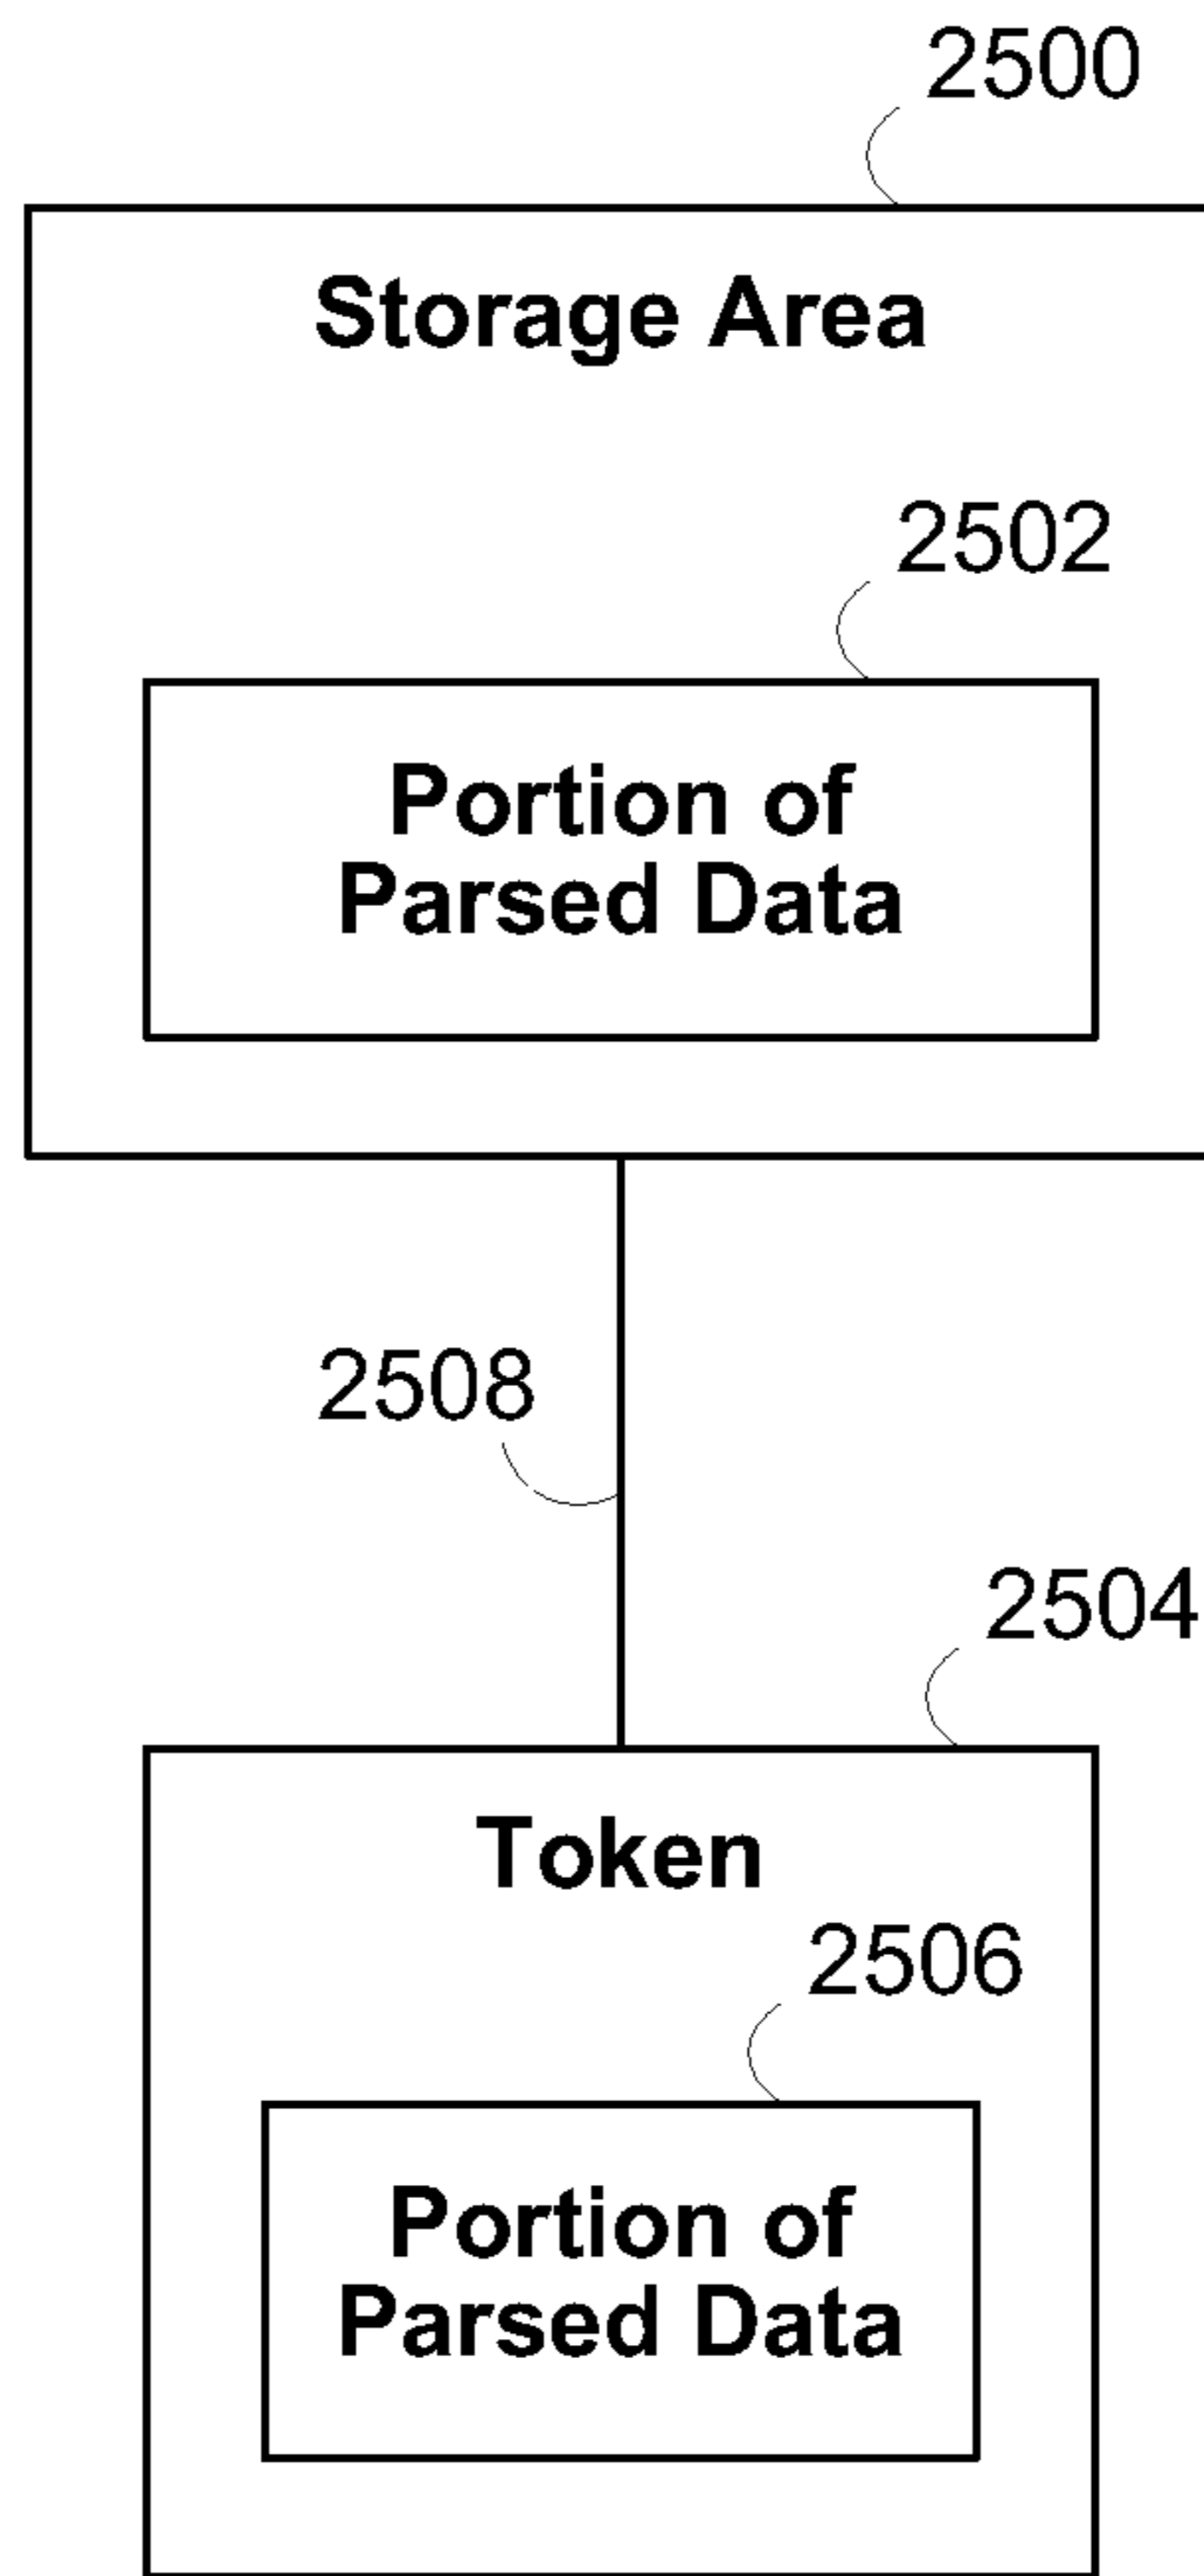 2500
Storage Area
2502
Portion of
Parsed Data
2508
2504
Token
2506
Portion of
Parsed Data